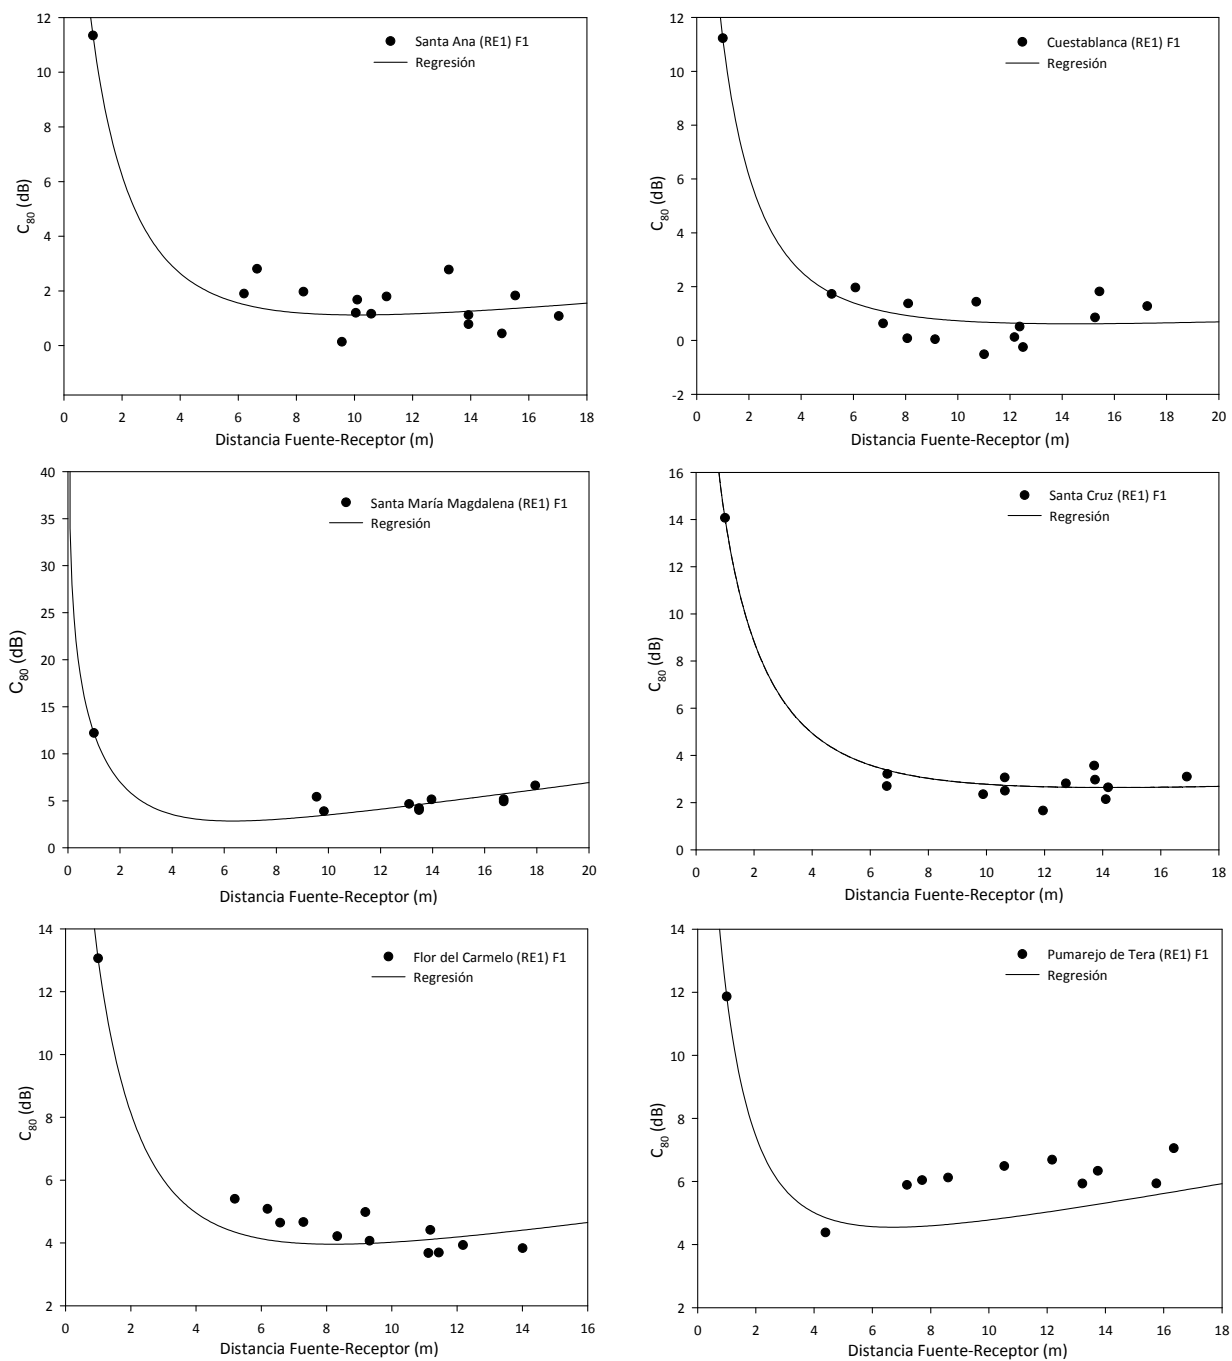 Santa Ana (RE1) F1
Regresión
12
10
8
6
4
2
0
C80 (dB)
0 2 4 6 8 10 12 14 16 18
Distancia Fuente-Receptor (m)
Cuestablanca (RE1) F1
Regresión
12
10
8
6
4
2
0
-2
C80 (dB)
0 2 4 6 8 10 12 14 16 18 20
Distancia Fuente-Receptor (m)
Santa María Magdalena (RE1) F1
Regresión
40
35
30
25
20
15
10
5
0
C80 (dB)
0 2 4 6 8 10 12 14 16 18 20
Distancia Fuente-Receptor (m)
Santa Cruz (RE1) F1
Regresión
16
14
12
10
8
6
4
2
0
C80 (dB)
0 2 4 6 8 10 12 14 16 18
Distancia Fuente-Receptor (m)
Flor del Carmelo (RE1) F1
Regresión
14
12
10
8
6
4
2
C80 (dB)
0 2 4 6 8 10 12 14 16
Distancia Fuente-Receptor (m)
Pumarejo de Tera (RE1) F1
Regresión
14
12
10
8
6
4
2
C80 (dB)
0 2 4 6 8 10 12 14 16 18
Distancia Fuente-Receptor (m)